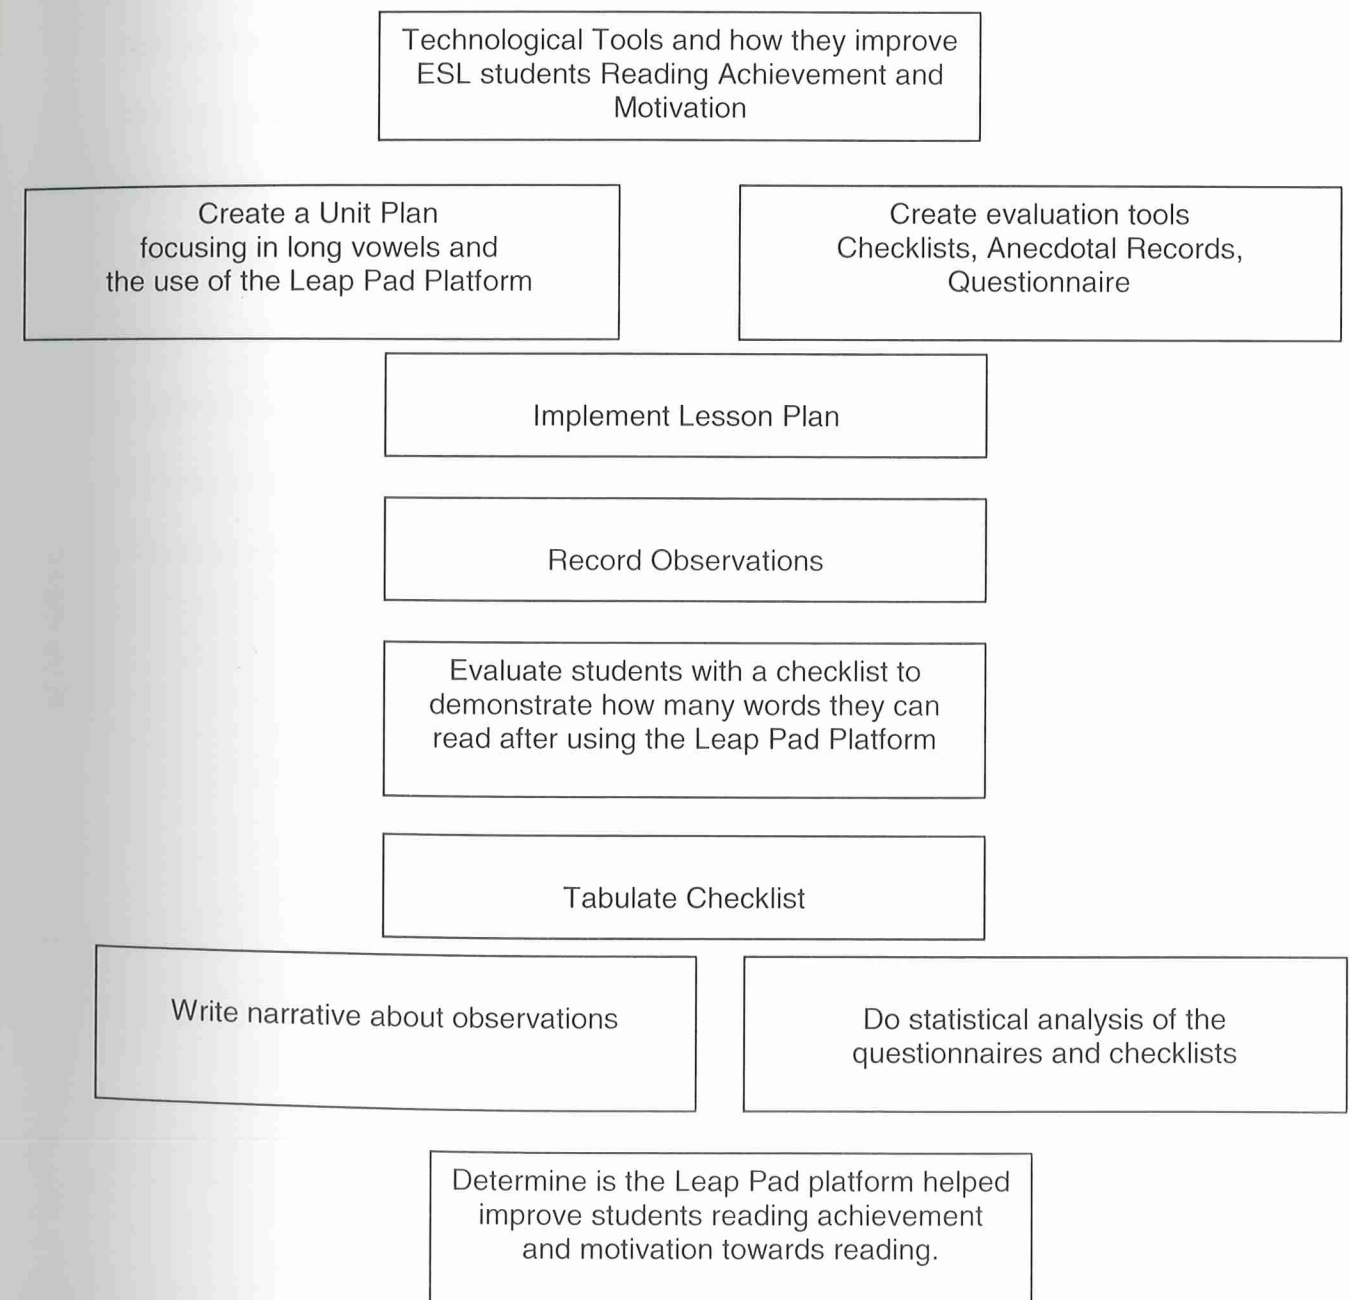 Technological Tools and how they improve
ESL students Reading Achievement and
Motivation
Create a Unit Plan
focusing in long vowels and
the use of the Leap Pad Platform
Create evaluation tools
Checklists, Anecdotal Records,
Questionnaire
Implement Lesson Plan
Record Observations
Evaluate students with a checklist to
demonstrate how many words they can
read after using the Leap Pad Platform
Tabulate Checklist
Write narrative about observations
Do statistical analysis of the
questionnaires and checklists
Determine is the Leap Pad platform helped
improve students reading achievement
and motivation towards reading.